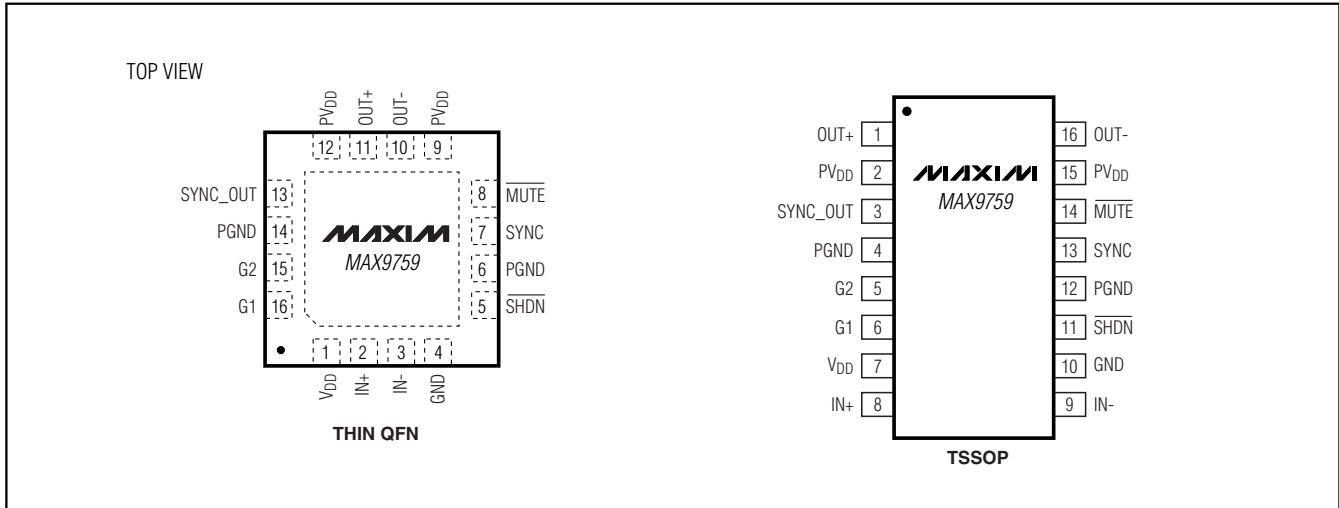 TOP VIEW
PVDD OUT+ OUT- PVDD
12 11 10 9
SYNC_OUT 13
PGND 14
G2 15
G1 16
MAXIM
MAX9759
8 MUTE
7 SYNC
6 PGND
5 SHDN
1 2 3 4
VDD IN+ IN- GND
THIN QFN
OUT+ 1
PVDD 2
SYNC_OUT 3
PGND 4
G2 5
G1 6
VDD 7
IN+ 8
MAXIM
MAX9759
16 OUT-
15 PVDD
14 MUTE
13 SYNC
12 PGND
11 SHDN
10 GND
9 IN-
TSSOP